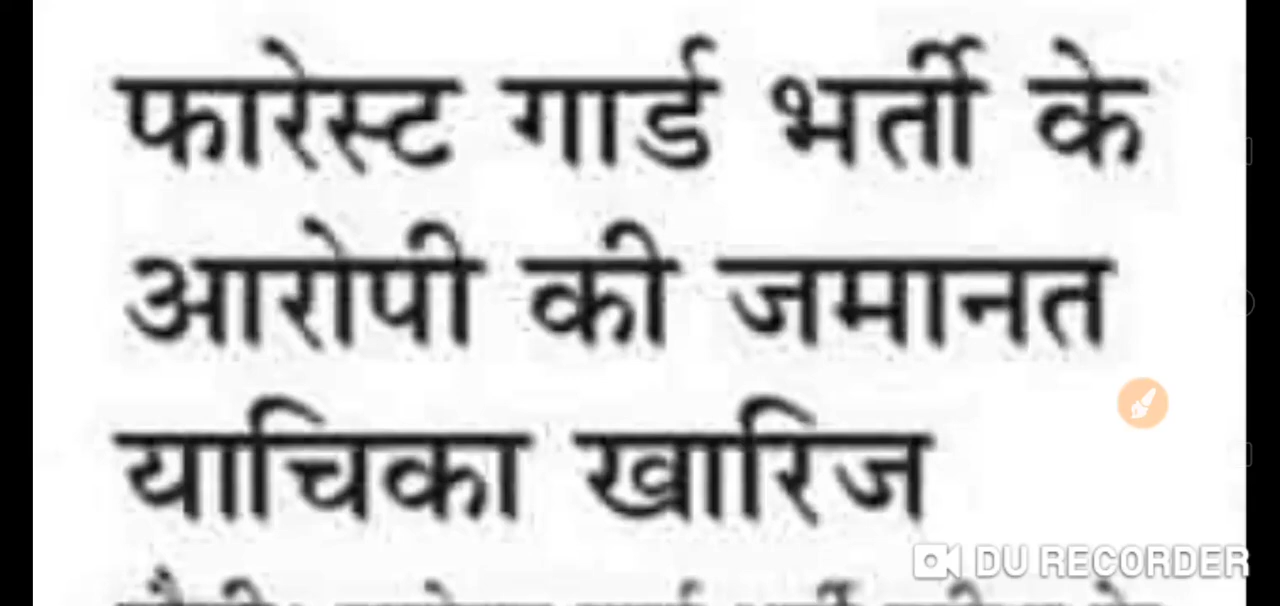 फारेस्ट गार्ड भर्ती के
आरोपी की जमानत
याचिका खारिज
DU RECORDER